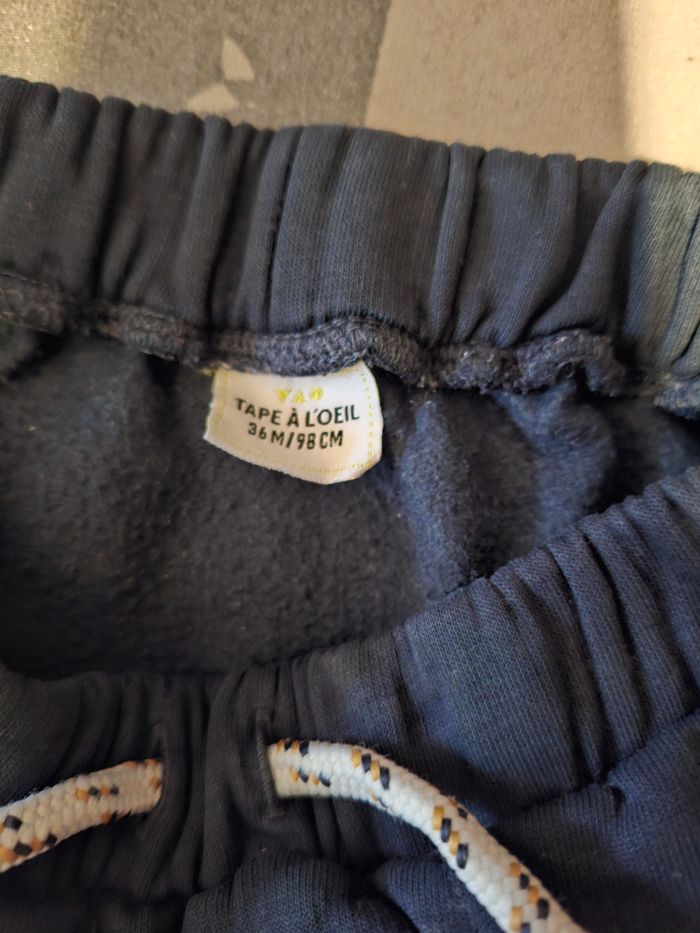 TAO
TAPE À L'OEIL
36M/98CM